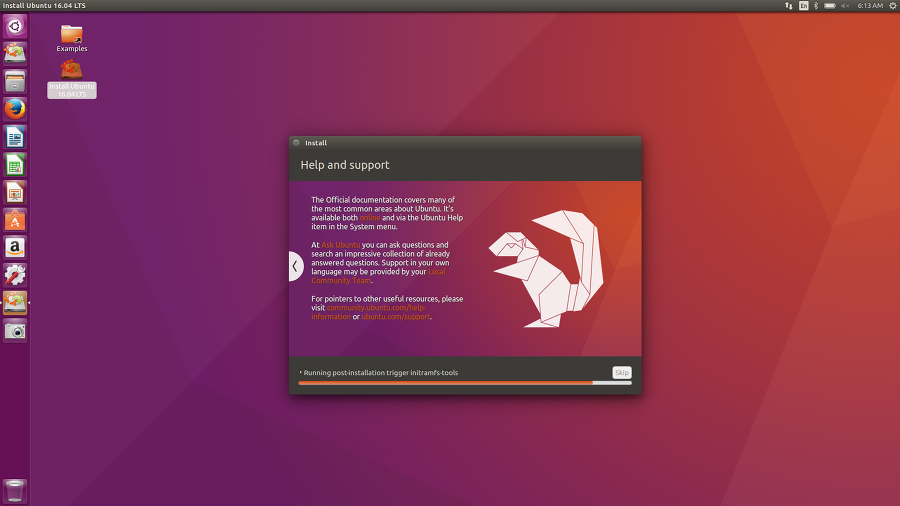 Install Ubuntu 16.04 LTS
En
6:13 AM
Examples
Install Ubuntu
16.04 LTS
Install
Help and support
The Official documentation covers many of
the most common areas about Ubuntu. It's
available both online and via the Ubuntu Help
item in the System menu.
At Ask Ubuntu you can ask questions and
search an impressive collection of already
answered questions. Support in your own
language may be provided by your Local
Community Team.
For pointers to other useful resources, please
visit community.ubuntu.com/help-
information or ubuntu.com/support.
Running post-installation trigger initramfs-tools
Skip